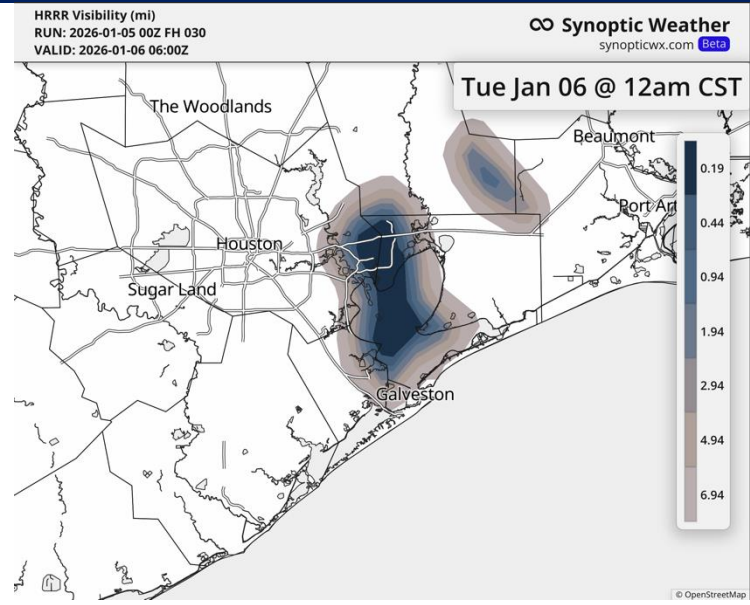 HRRR Visibility (mi)
RUN: 2026-01-05 00Z FH 030
VALID: 2026-01-06 06:00Z
Synoptic Weather
synopticwx.com Beta
Tue Jan 06 @ 12am CST
The Woodlands
Beaumont
Port Art
Houston
Sugar Land
Galveston
0.19
0.44
0.94
1.94
2.94
4.94
6.94
© OpenStreetMap